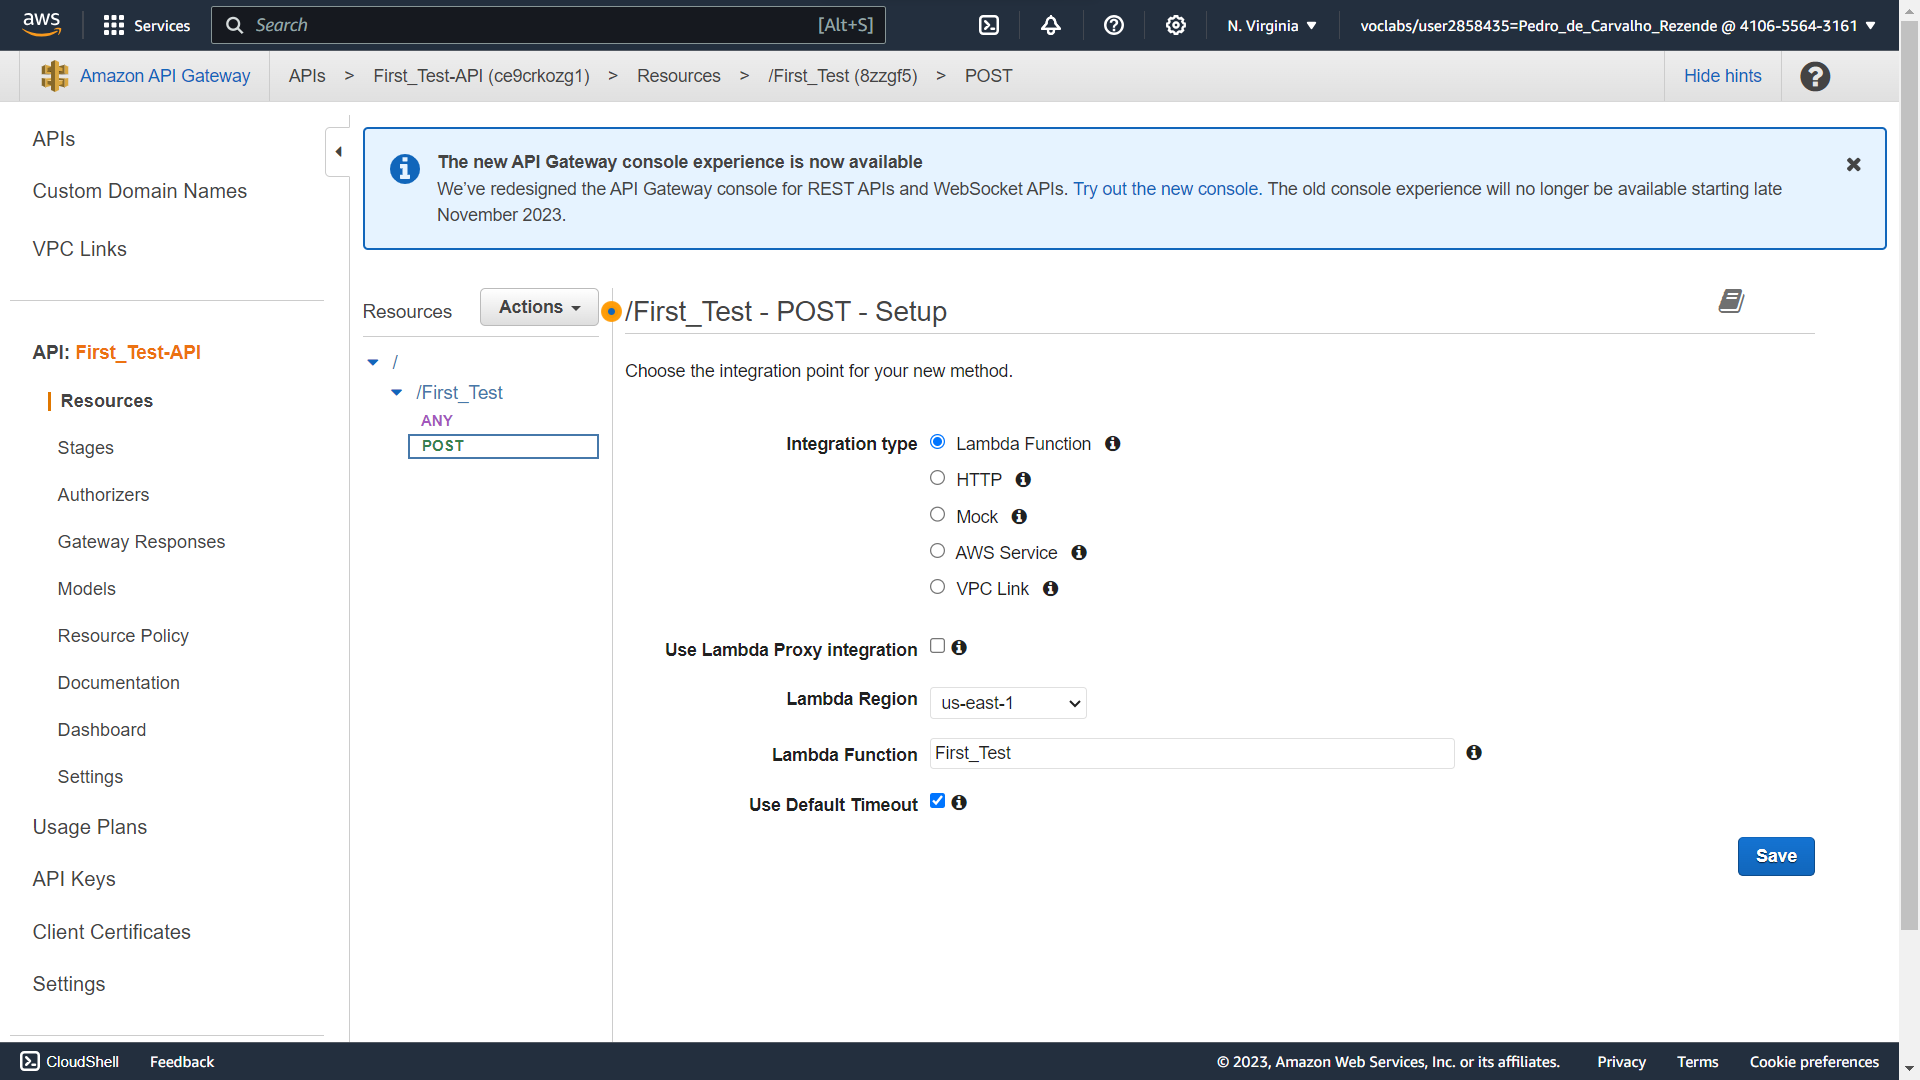 aws
Services
Search
[Alt+S]
N. Virginia
voclabs/user2858435=Pedro_de_Carvalho_Rezende @ 4106-5564-3161
Amazon API Gateway
APIs > First_Test-API (ce9crkozg1) > Resources > /First_Test (8zzgf5) > POST
Hide hints
APIs
Custom Domain Names
VPC Links
API: First_Test-API
Resources
Stages
Authorizers
Gateway Responses
Models
Resource Policy
Documentation
Dashboard
Settings
Usage Plans
API Keys
Client Certificates
Settings
The new API Gateway console experience is now available
We've redesigned the API Gateway console for REST APIs and WebSocket APIs. Try out the new console. The old console experience will no longer be available starting late
November 2023.
Resources
Actions
/
/First_Test
ANY
POST
/First_Test - POST - Setup
Choose the integration point for your new method.
Integration type
Lambda Function
HTTP
Mock
AWS Service
VPC Link
Use Lambda Proxy integration
Lambda Region
us-east-1
Lambda Function
First_Test
Use Default Timeout
Save
CloudShell
Feedback
© 2023, Amazon Web Services, Inc. or its affiliates.
Privacy
Terms
Cookie preferences